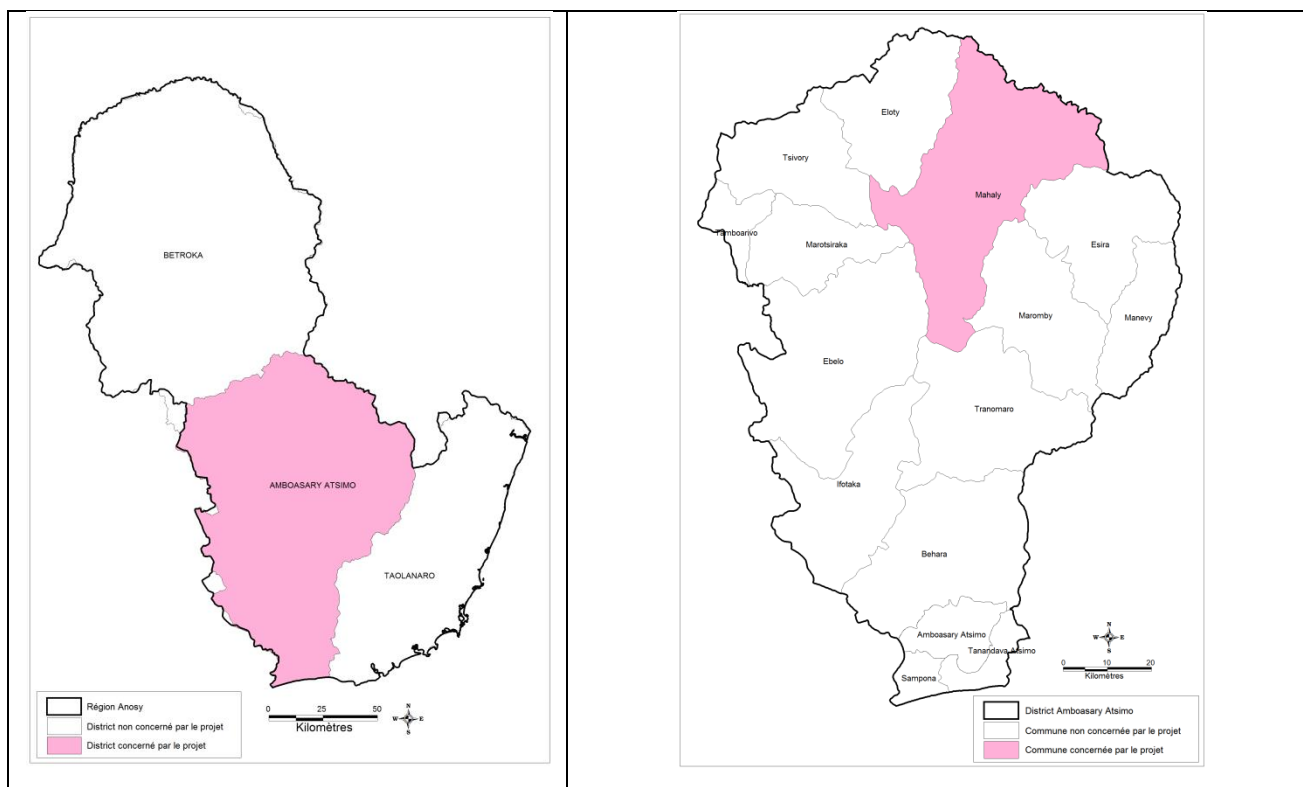 BETROKA
AMBOASARY ATSIMO
TAOLANARO
N
W E
S
0 25 50
Kilomètres
Région Anosy
District non concerné par le projet
District concerné par le projet
Eloty
Tsivory
Mahaly
Tamboarivo
Marotsiraka
Esira
Maromby
Manevy
Ebelo
Tranomaro
Ifotaka
Behara
Amboasary Atsimo
Tanandava Atsimo
Sampona
N
W E
S
0 10 20
Kilomètres
District Amboasary Atsimo
Commune non concernée par le projet
Commune concernée par le projet